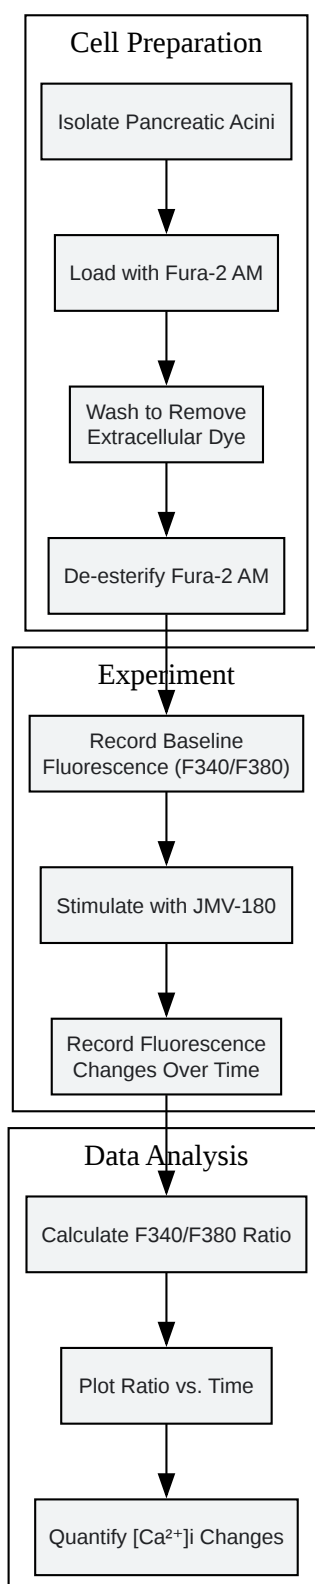 Cell Preparation
Isolate Pancreatic Acini
Load with Fura-2 AM
Wash to Remove
Extracellular Dye
De-esterify Fura-2 AM
Experiment
Record Baseline
Fluorescence (F340/F380)
Stimulate with JMV-180
Record Fluorescence
Changes Over Time
Data Analysis
Calculate F340/F380 Ratio
Plot Ratio vs. Time
Quantify [Ca²⁺]i Changes